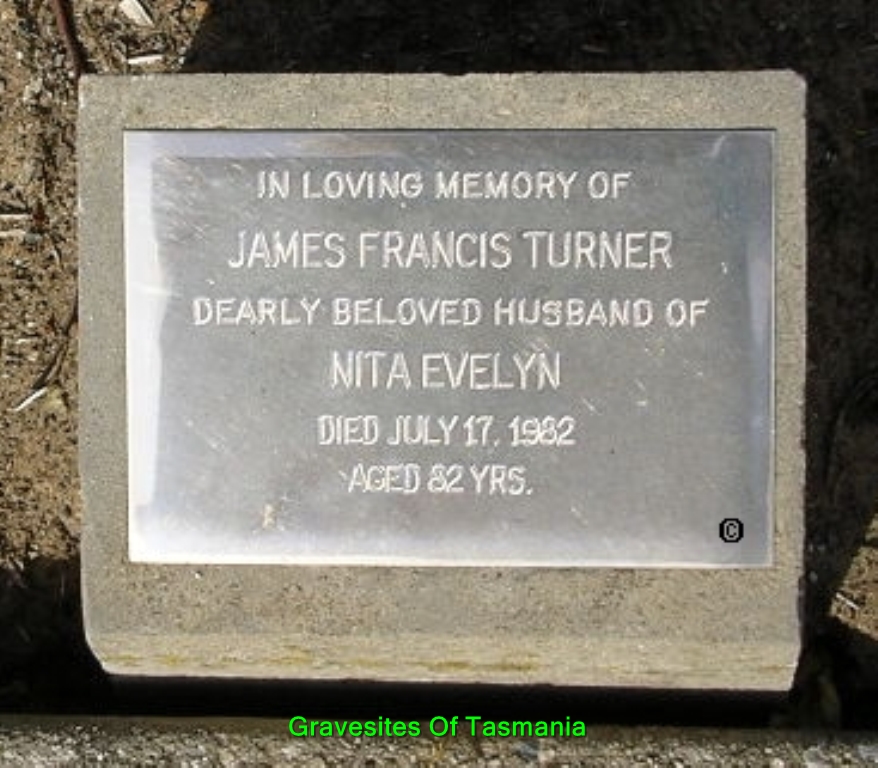 IN LOVING MEMORY OF
JAMES FRANCIS TURNER
DEARLY BELOVED HUSBAND OF
NITA EVELYN
DIED JULY 17, 1982
AGED 82 YRS.
©
Gravesites Of Tasmania